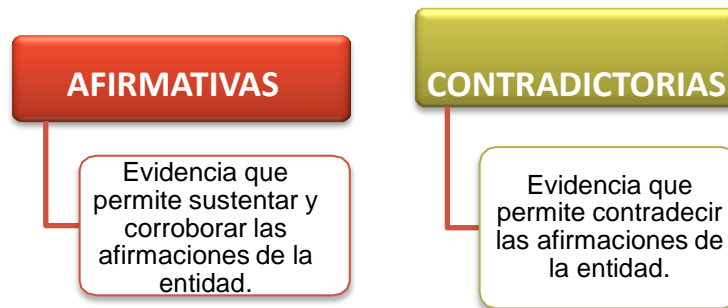 AFIRMATIVAS
Evidencia que
permite sustentar y
corroborar las
afirmaciones de la
entidad.
CONTRADICTORIAS
Evidencia que
permite contradecir
las afirmaciones de
la entidad.